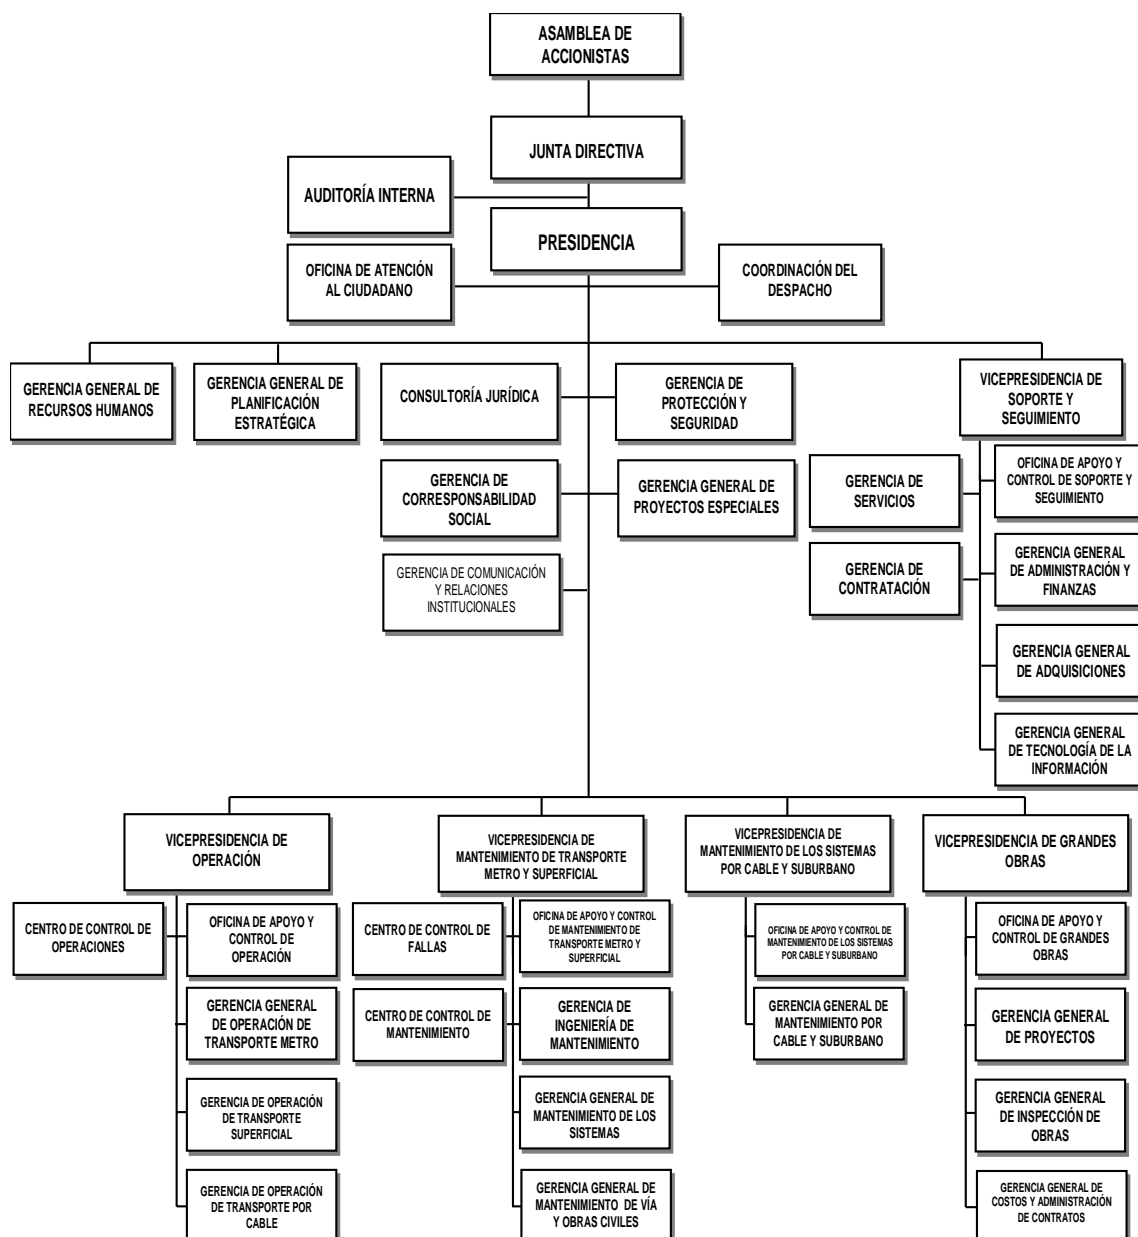 ASAMBLEA DE
ACCIONISTAS
JUNTA DIRECTIVA
AUDITORÍA INTERNA
PRESIDENCIA
OFICINA DE ATENCIÓN
AL CIUDADANO
COORDINACIÓN DEL
DESPACHO
GERENCIA GENERAL DE
RECURSOS HUMANOS
GERENCIA GENERAL DE
PLANIFICACIÓN
ESTRATÉGICA
CONSULTORÍA JURÍDICA
GERENCIA DE
PROTECCIÓN Y
SEGURIDAD
VICEPRESIDENCIA DE
SOPORTE Y
SEGUIMIENTO
GERENCIA DE
CORRESPONSABILIDAD
SOCIAL
GERENCIA GENERAL DE
PROYECTOS ESPECIALES
GERENCIA DE
SERVICIOS
OFICINA DE APOYO Y
CONTROL DE SOPORTE Y
SEGUIMIENTO
GERENCIA DE COMUNICACIÓN
Y RELACIONES
INSTITUCIONALES
GERENCIA DE
CONTRATACIÓN
GERENCIA GENERAL
DE ADMINISTRACIÓN Y
FINANZAS
GERENCIA GENERAL
DE ADQUISICIONES
GERENCIA GENERAL
DE TECNOLOGÍA DE LA
INFORMACIÓN
VICEPRESIDENCIA DE
OPERACIÓN
VICEPRESIDENCIA DE
MANTENIMIENTO DE TRANSPORTE
METRO Y SUPERFICIAL
VICEPRESIDENCIA DE
MANTENIMIENTO DE LOS SISTEMAS
POR CABLE Y SUBURBANO
VICEPRESIDENCIA DE GRANDES
OBRAS
CENTRO DE CONTROL DE
OPERACIONES
OFICINA DE APOYO Y
CONTROL DE
OPERACIÓN
CENTRO DE CONTROL DE
FALLAS
OFICINA DE APOYO Y CONTROL
DE MANTENIMIENTO DE
TRANSPORTE METRO Y
SUPERFICIAL
OFICINA DE APOYO Y CONTROL DE
MANTENIMIENTO DE LOS SISTEMAS
POR CABLE Y SUBURBANO
OFICINA DE APOYO Y
CONTROL DE GRANDES
OBRAS
GERENCIA GENERAL
DE OPERACIÓN DE
TRANSPORTE METRO
CENTRO DE CONTROL DE
MANTENIMIENTO
GERENCIA DE
INGENIERÍA DE
MANTENIMIENTO
GERENCIA GENERAL DE
MANTENIMIENTO POR
CABLE Y SUBURBANO
GERENCIA GENERAL
DE PROYECTOS
GERENCIA DE OPERACIÓN
DE TRANSPORTE
SUPERFICIAL
GERENCIA GENERAL DE
MANTENIMIENTO DE LOS
SISTEMAS
GERENCIA GENERAL
DE INSPECCIÓN DE
OBRAS
GERENCIA DE OPERACIÓN
DE TRANSPORTE POR
CABLE
GERENCIA GENERAL DE
MANTENIMIENTO DE VÍA
Y OBRAS CIVILES
GERENCIA GENERAL DE
COSTOS Y ADMINISTRACIÓN
DE CONTRATOS